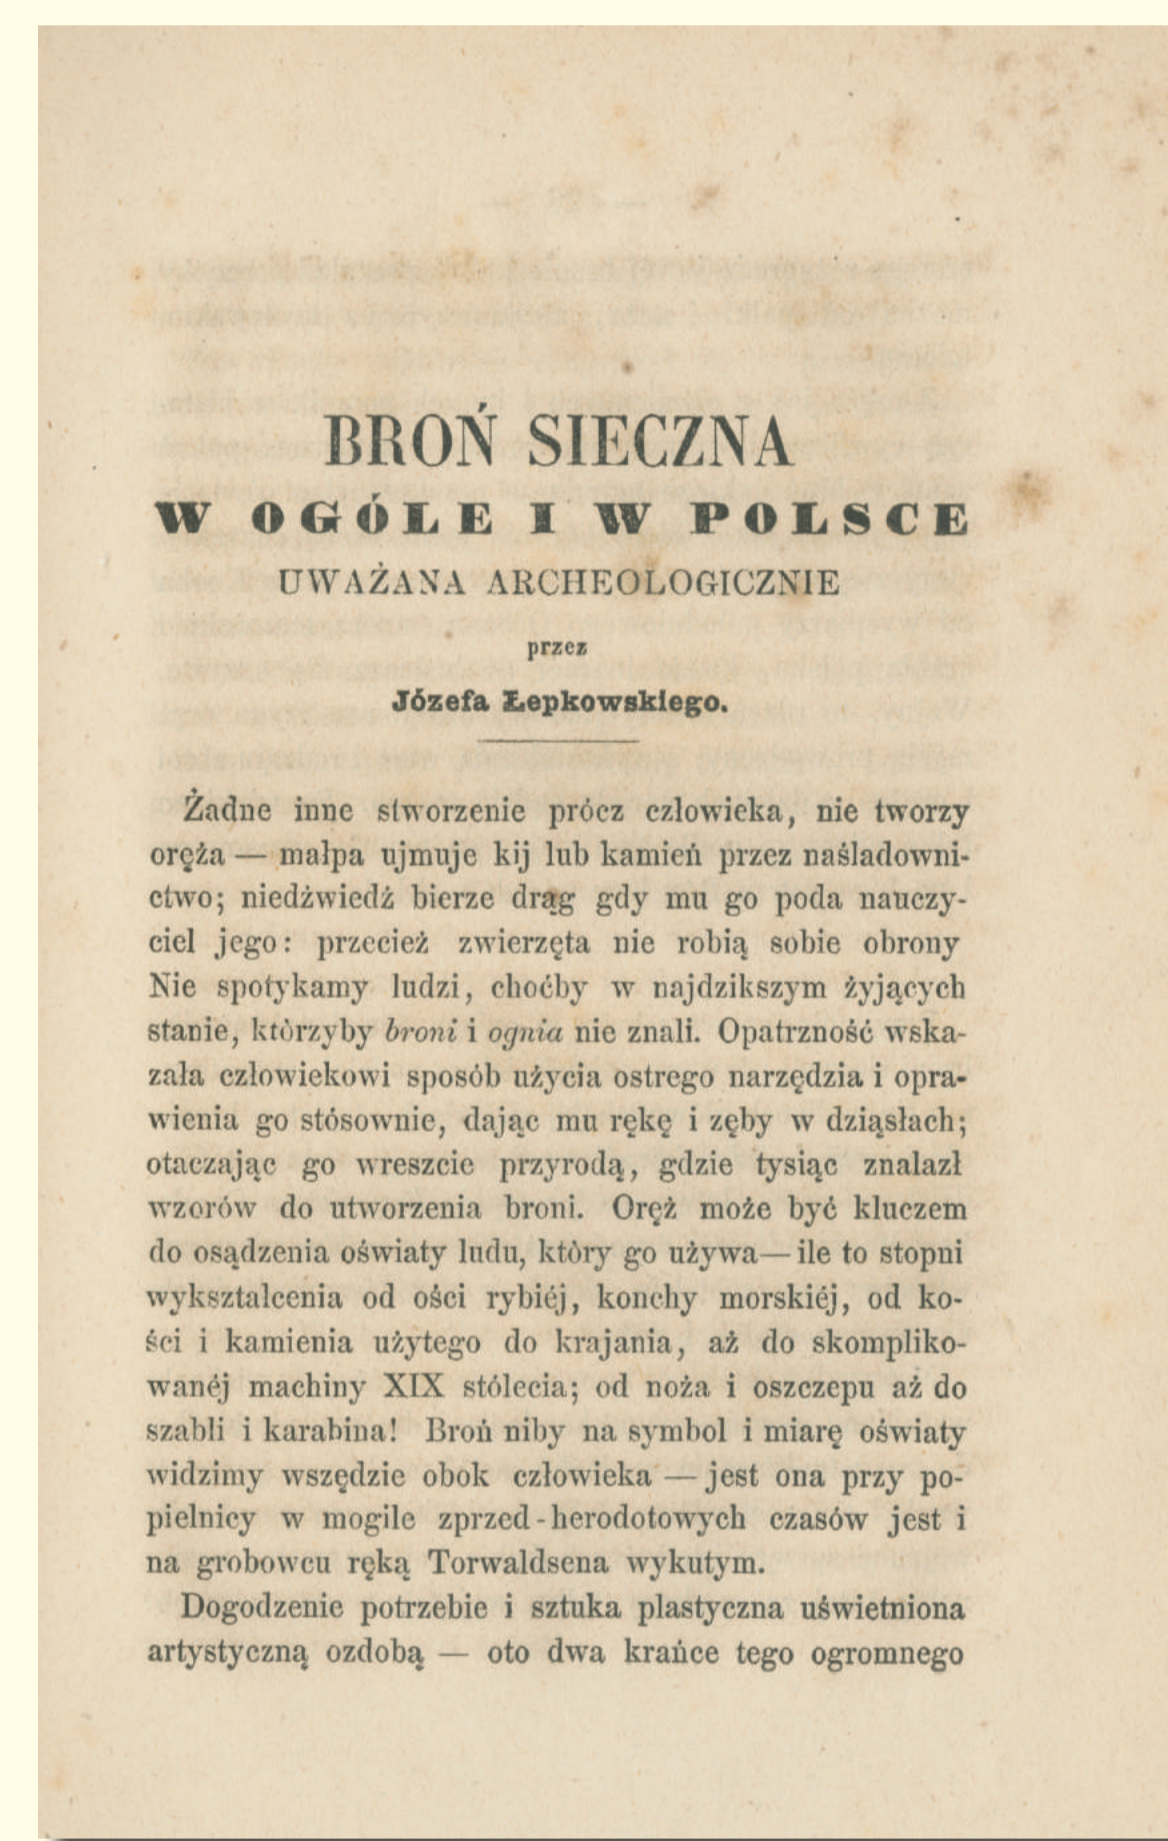 BROŃ SIECZNA
W OGÓLE I W POLSCE
UWAŻANA ARCHEOLOGICZNIE
przez
Józefa Łepkowskiego.
Żadne inne stworzenie prócz człowieka, nie tworzy
oręża — małpa ujmuje kij lub kamień przez naśladowni-
ctwo; niedźwiedź bierze drąg gdy mu go poda nauczy-
ciel jego: przecież zwierzęta nie robią sobie obrony
Nie spotykamy ludzi, choćby w najdzikszym żyjących
stanie, którzyby broni i ognia nie znali. Opatrzność wska-
zała człowiekowi sposób użycia ostrego narzędzia i opra-
wienia go stósownie, dając mu rękę i zęby w dziąsłach;
otaczając go wreszcie przyrodą, gdzie tysiąc znalazł
wzorów do utworzenia broni. Oręż może być kluczem
do osądzenia oświaty ludu, który go używa — ile to stopni
wykształcenia od ości rybiéj, konchy morskiéj, od ko-
ści i kamienia użytego do krajania, aż do skompliko-
wanéj machiny XIX stólecia; od noża i oszczepu aż do
szabli i karabina! Broń niby na symbol i miarę oświaty
widzimy wszędzie obok człowieka — jest ona przy po-
pielnicy w mogile zprzed-herodotowych czasów jest i
na grobowcu ręką Torwaldsena wykutym.
Dogodzenie potrzebie i sztuka plastyczna uświetniona
artystyczną ozdobą — oto dwa krańce tego ogromnego